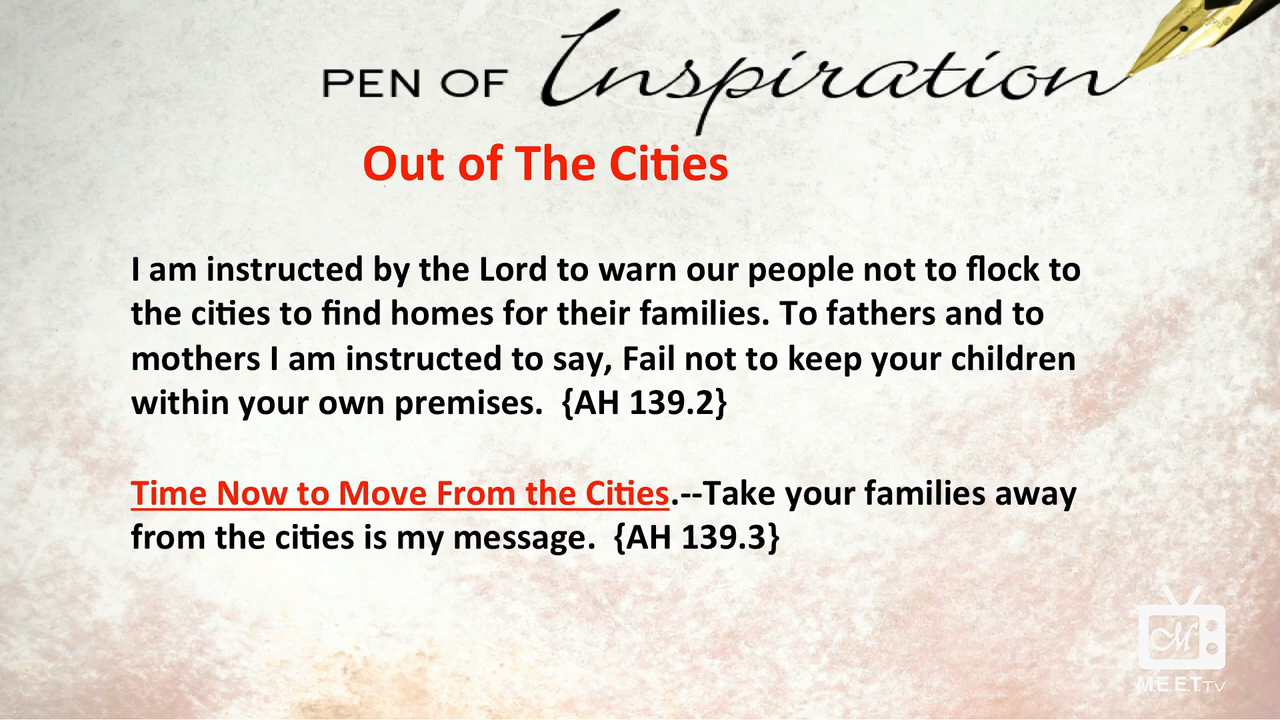 PEN OF Inspiration
Out of The Cities
I am instructed by the Lord to warn our people not to flock to
the cities to find homes for their families. To fathers and to
mothers I am instructed to say, Fail not to keep your children
within your own premises.  {AH 139.2}
Time Now to Move From the Cities.--Take your families away
from the cities is my message.  {AH 139.3}
M
M.E.E.T.TV